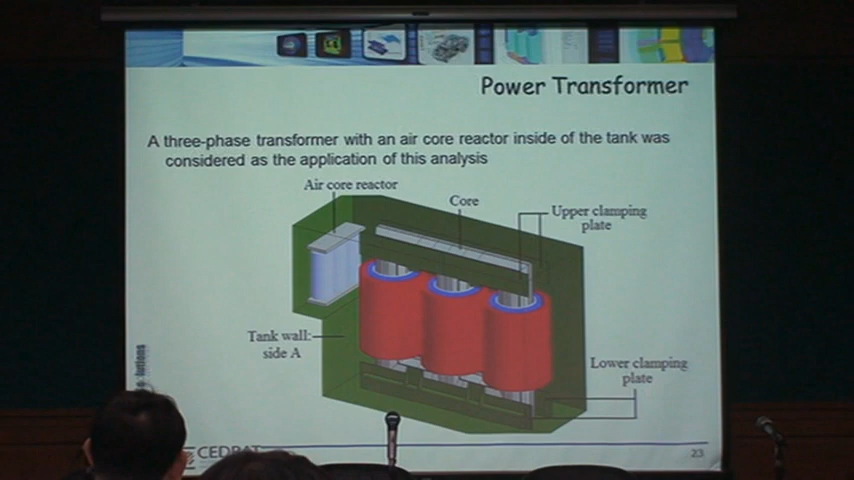 Power Transformer
A three-phase transformer with an air core reactor inside of the tank was
considered as the application of this analysis
Air core reactor
Core
Upper clamping
plate
Tank wall:
side A
Lower clamping
plate
CEDRAT
23